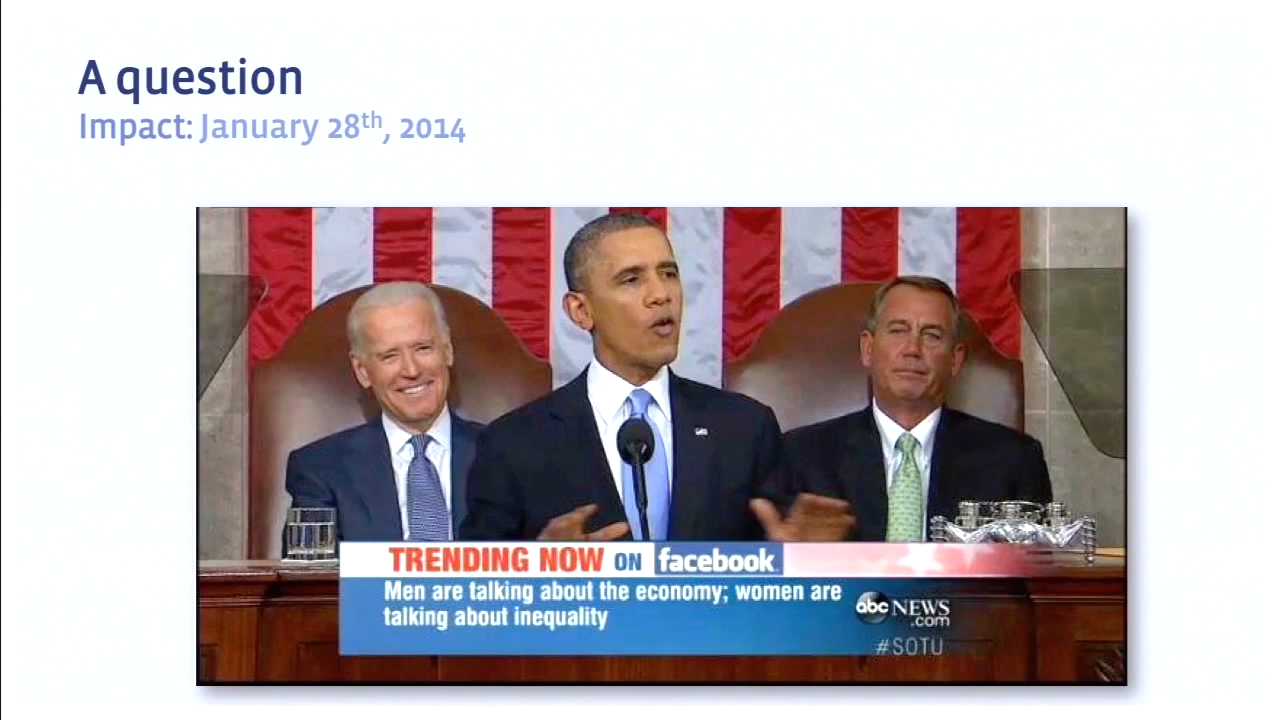 A question
Impact: January 28th, 2014
TRENDING NOW ON facebook
Men are talking about the economy; women are
talking about inequality
abc NEWS
.com
#SOTU